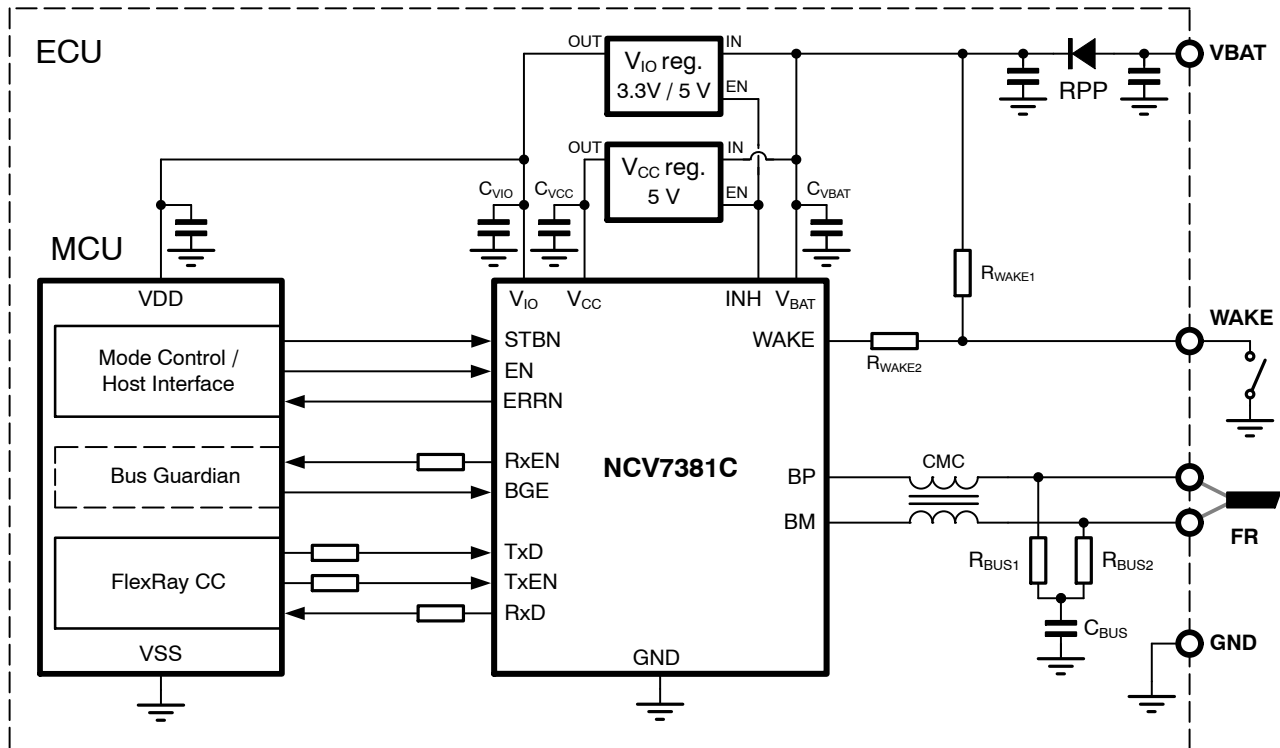 ECU
OUT
IN
VIO reg.
3.3V / 5 V
EN
RPP
VBAT
OUT
IN
VCC reg.
5 V
EN
CVIO
CVCC
CVBAT
MCU
RWAKE1
VDD
VIO
VCC
INH
VBAT
WAKE
Mode Control /
Host Interface
STBN
EN
ERRN
WAKE
RWAKE2
Bus Guardian
RxEN
BGE
NCV7381C
BP
BM
CMC
FR
FlexRay CC
TxD
TxEN
RxD
RBUS1
RBUS2
CBUS
VSS
GND
GND